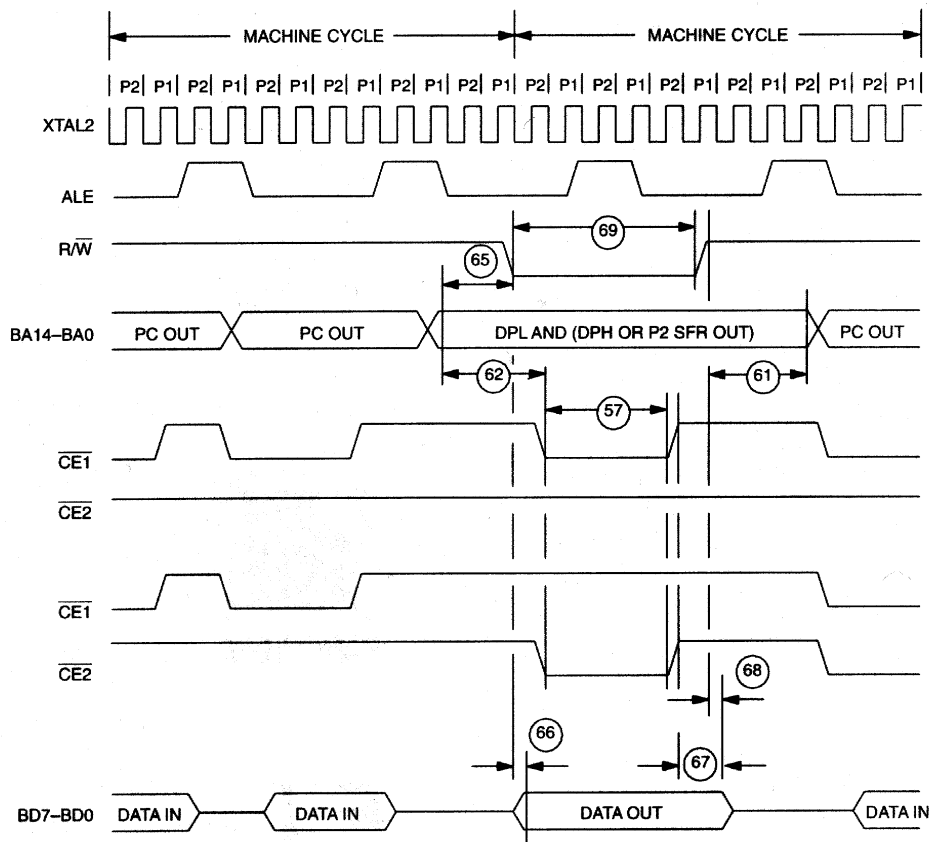 MACHINE CYCLE MACHINE CYCLE
P2 P1 P2 P1 P2 P1 P2 P1 P2 P1 P2 P1 P2 P1 P2 P1 P2 P1 P2 P1 P2 P1 P2 P1
XTAL2
ALE
R/W
69
65
BA14–BA0 PC OUT PC OUT DPL AND (DPH OR P2 SFR OUT) PC OUT
62 61
57
CE1
CE2
CE1
CE2
68
66
67
BD7–BD0 DATA IN DATA IN DATA OUT DATA IN